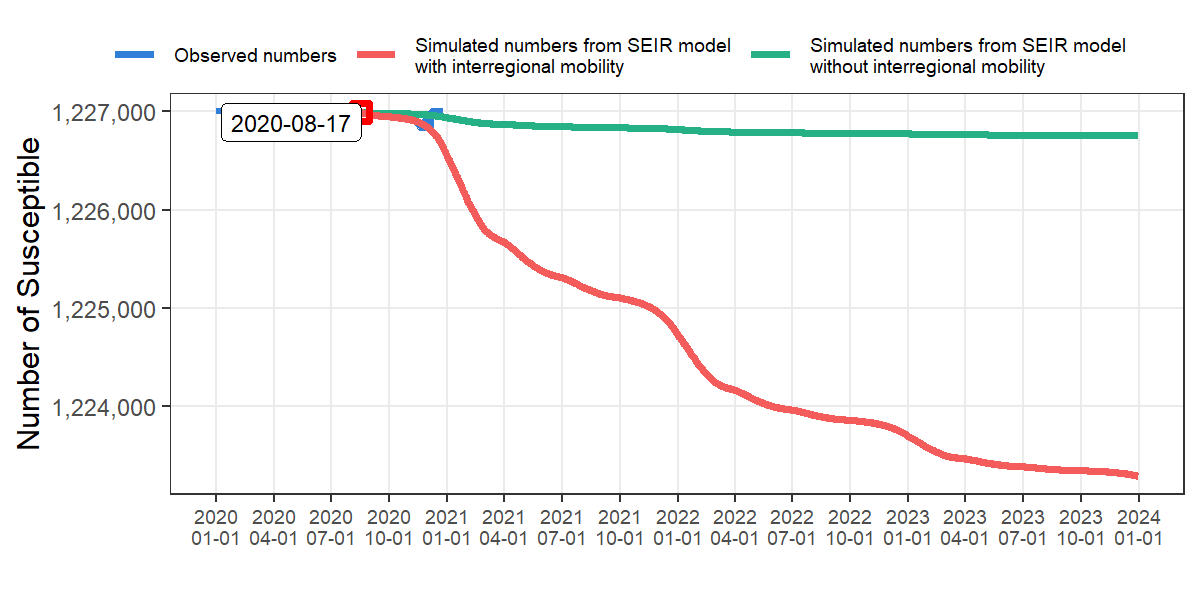 Observed numbers
Simulated numbers from SEIR model
with interregional mobility
Simulated numbers from SEIR model
without interregional mobility
Number of Susceptible
1,227,000
1,226,000
1,225,000
1,224,000
2020-08-17
2020 2020 2020 2020 2021 2021 2021 2021 2022 2022 2022 2022 2023 2023 2023 2023 2024
01-01 04-01 07-01 10-01 01-01 04-01 07-01 10-01 01-01 04-01 07-01 10-01 01-01 04-01 07-01 10-01 01-01